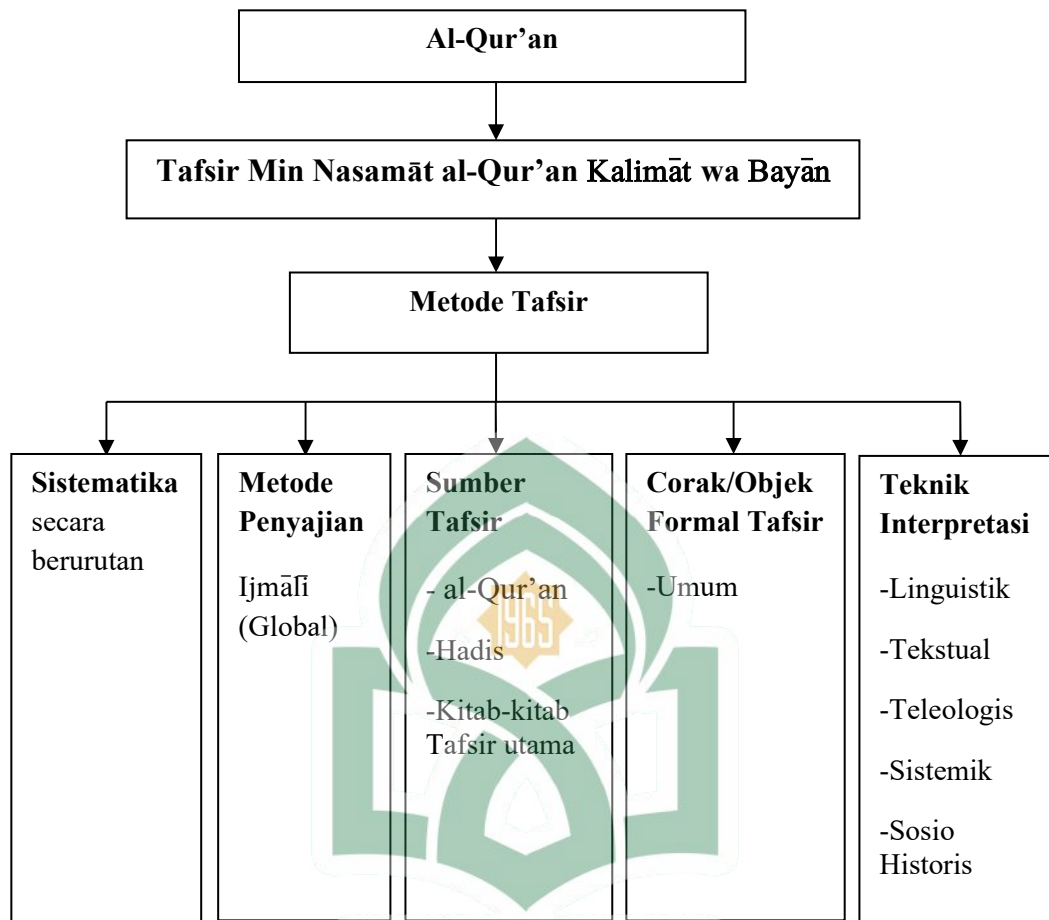 Al-Qur’an
Tafsir Min Nasamāt al-Qur’an Kalimāt wa Bayān
Metode Tafsir
Sistematika
secara
berurutan
Metode
Penyajian
Ijmāli
(Global)
Sumber
Tafsir
- al-Qur’an
-Hadis
-Kitab-kitab
Tafsir utama
1965
Corak/Objek
Formal Tafsir
-Umum
Teknik
Interpretasi
-Linguistik
-Tekstual
-Teleologis
-Sistemik
-Sosio
Historis